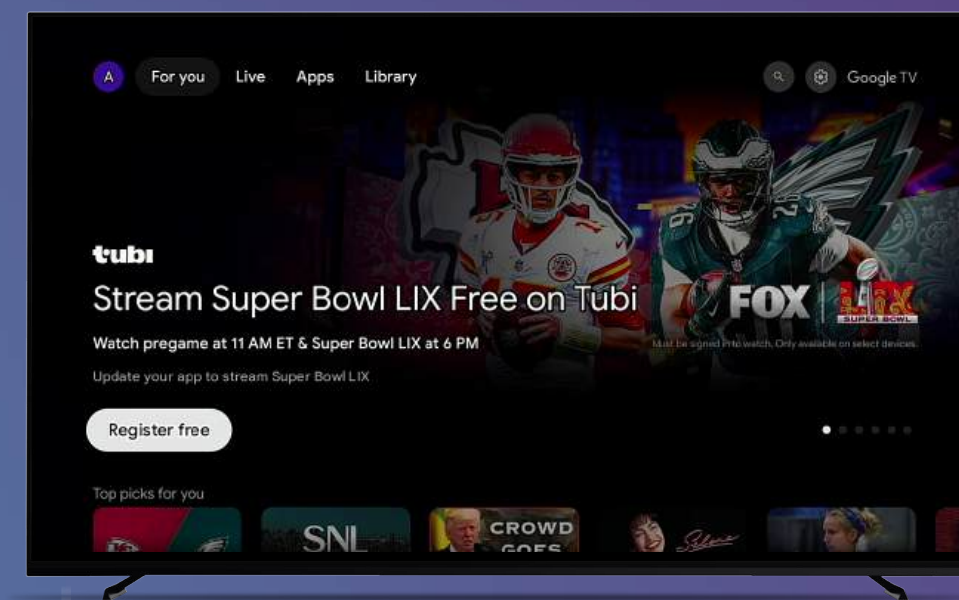 A For you Live Apps Library Google TV
tubi
Stream Super Bowl LIX Free on Tubi
FOX LIX
SUPER BOWL
Watch pregame at 11 AM ET & Super Bowl LIX at 6 PM
Must be signed in to watch. Only available on select devices.
Update your app to stream Super Bowl LIX
Register free
Top picks for you
SNL
CROWD
GOES
Selena